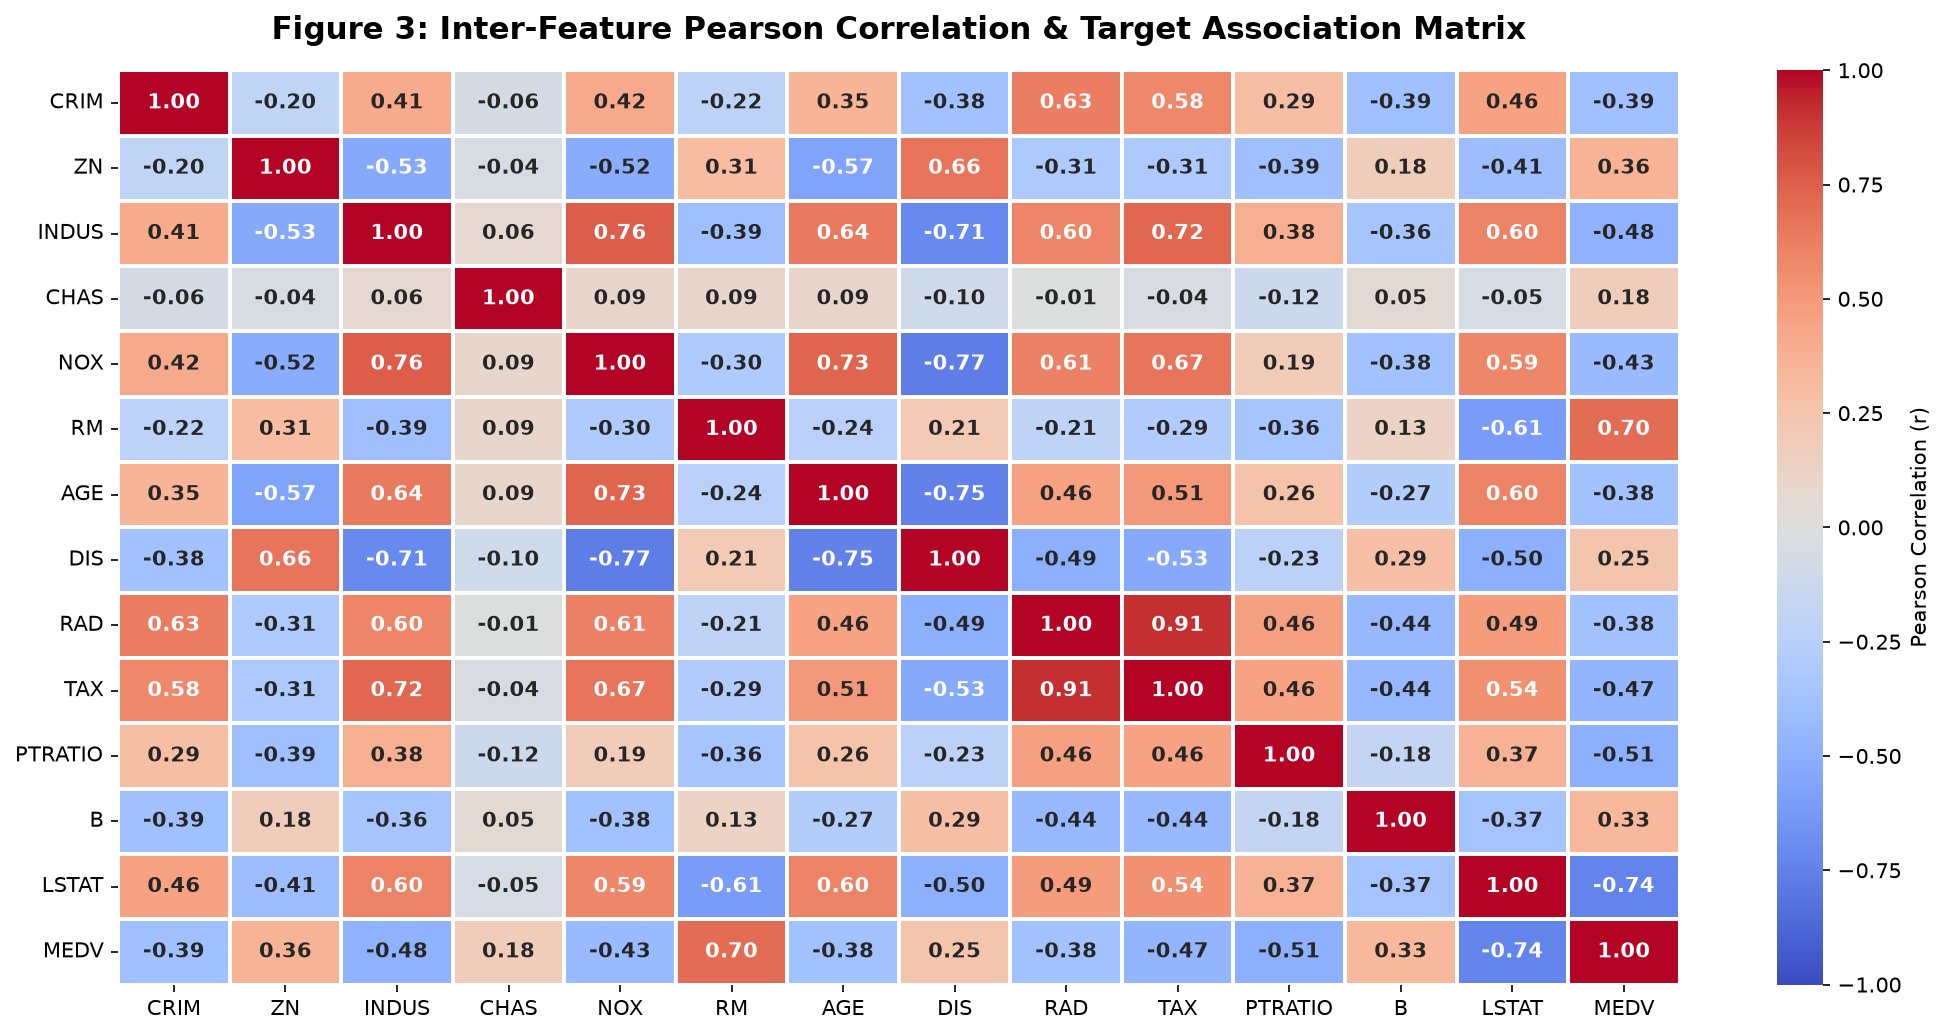 Figure 3: Inter-Feature Pearson Correlation & Target Association Matrix
CRIM 1.00 -0.20 0.41 -0.06 0.42 -0.22 0.35 -0.38 0.63 0.58 0.29 -0.39 0.46 -0.39
ZN -0.20 1.00 -0.53 -0.04 -0.52 0.31 -0.57 0.66 -0.31 -0.31 -0.39 0.18 -0.41 0.36
INDUS 0.41 -0.53 1.00 0.06 0.76 -0.39 0.64 -0.71 0.60 0.72 0.38 -0.36 0.60 -0.48
CHAS -0.06 -0.04 0.06 1.00 0.09 0.09 0.09 -0.10 -0.01 -0.04 -0.12 0.05 -0.05 0.18
NOX 0.42 -0.52 0.76 0.09 1.00 -0.30 0.73 -0.77 0.61 0.67 0.19 -0.38 0.59 -0.43
RM -0.22 0.31 -0.39 0.09 -0.30 1.00 -0.24 0.21 -0.21 -0.29 -0.36 0.13 -0.61 0.70
AGE 0.35 -0.57 0.64 0.09 0.73 -0.24 1.00 -0.75 0.46 0.51 0.26 -0.27 0.60 -0.38
DIS -0.38 0.66 -0.71 -0.10 -0.77 0.21 -0.75 1.00 -0.49 -0.53 -0.23 0.29 -0.50 0.25
RAD 0.63 -0.31 0.60 -0.01 0.61 -0.21 0.46 -0.49 1.00 0.91 0.46 -0.44 0.49 -0.38
TAX 0.58 -0.31 0.72 -0.04 0.67 -0.29 0.51 -0.53 0.91 1.00 0.46 -0.44 0.54 -0.47
PTRATIO 0.29 -0.39 0.38 -0.12 0.19 -0.36 0.26 -0.23 0.46 0.46 1.00 -0.18 0.37 -0.51
B -0.39 0.18 -0.36 0.05 -0.38 0.13 -0.27 0.29 -0.44 -0.44 -0.18 1.00 -0.37 0.33
LSTAT 0.46 -0.41 0.60 -0.05 0.59 -0.61 0.60 -0.50 0.49 0.54 0.37 -0.37 1.00 -0.74
MEDV -0.39 0.36 -0.48 0.18 -0.43 0.70 -0.38 0.25 -0.38 -0.47 -0.51 0.33 -0.74 1.00
CRIM ZN INDUS CHAS NOX RM AGE DIS RAD TAX PTRATIO B LSTAT MEDV
1.00
0.75
0.50
0.25
0.00
−0.25
−0.50
−0.75
−1.00
Pearson Correlation (r)